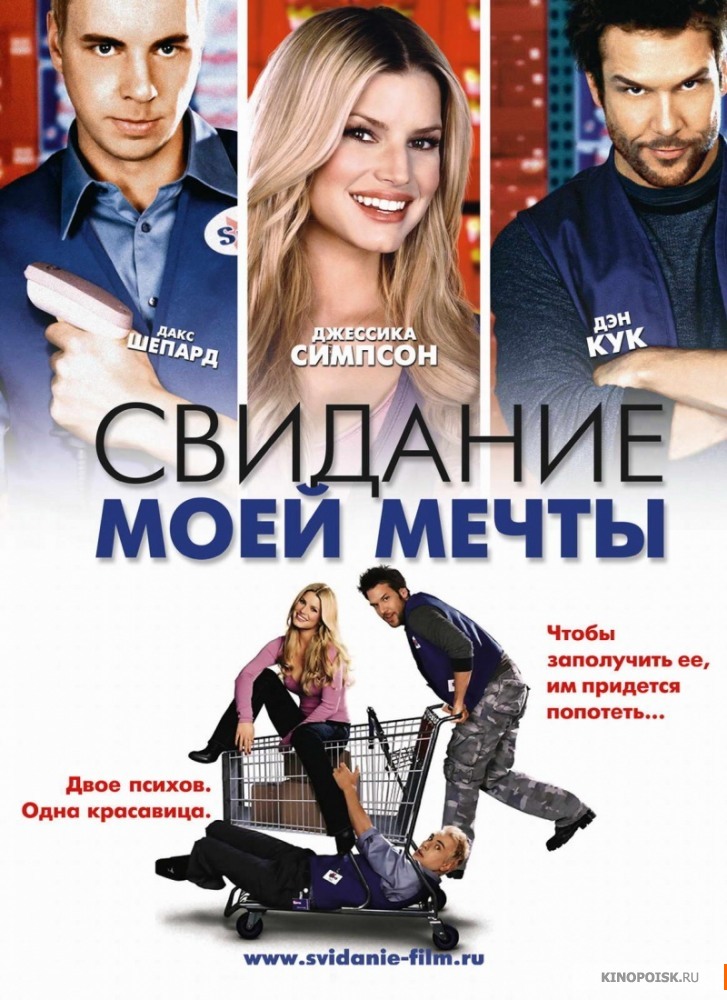 ДАКС
ШЕПАРД
ДЖЕССИКА
СИМПСОН
ДЭН
КУК
СВИДАНИЕ
МОЕЙ МЕЧТЫ
Чтобы
заполучить ее,
им придется
попотеть...
Двое психов.
Одна красавица.
www.svidanie-film.ru
KINOPOISK.RU